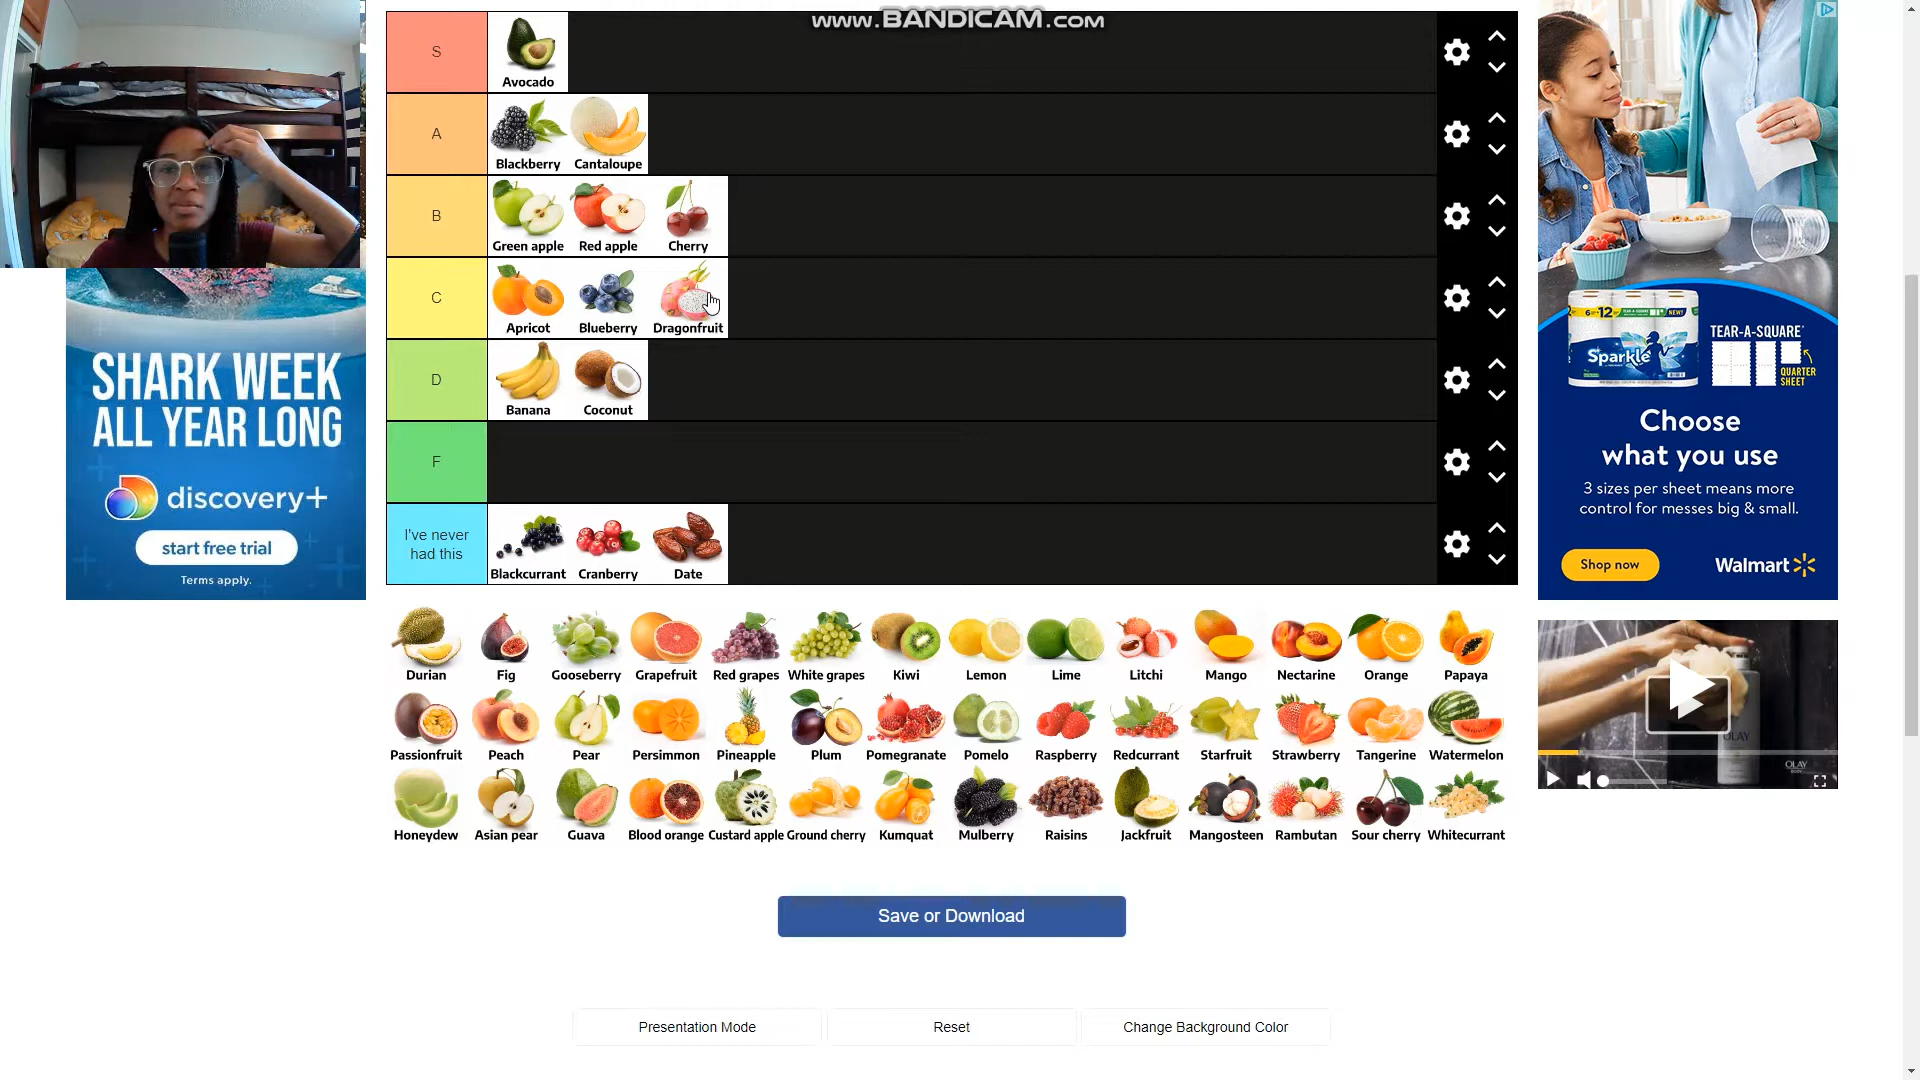 www.BANDICAM.com
S
Avocado
A
Blackberry Cantaloupe
B
Green apple Red apple Cherry
C
Apricot Blueberry Dragonfruit
D
Banana Coconut
F
I've never
had this
Blackcurrant Cranberry Date
Durian Fig Gooseberry Grapefruit Red grapes White grapes Kiwi Lemon Lime Litchi Mango Nectarine Orange Papaya
Passionfruit Peach Pear Persimmon Pineapple Plum Pomegranate Pomelo Raspberry Redcurrant Starfruit Strawberry Tangerine Watermelon
Honeydew Asian pear Guava Blood orange Custard apple Ground cherry Kumquat Mulberry Raisins Jackfruit Mangosteen Rambutan Sour cherry Whitecurrant
Save or Download
Presentation Mode Reset Change Background Color
SHARK WEEK
ALL YEAR LONG
discovery+
start free trial
Terms apply.
TEAR-A-SQUARE
Sparkle
QUARTER
SHEET
Choose
what you use
3 sizes per sheet means more
control for messes big & small.
Shop now
Walmart
OLAY
OLAY